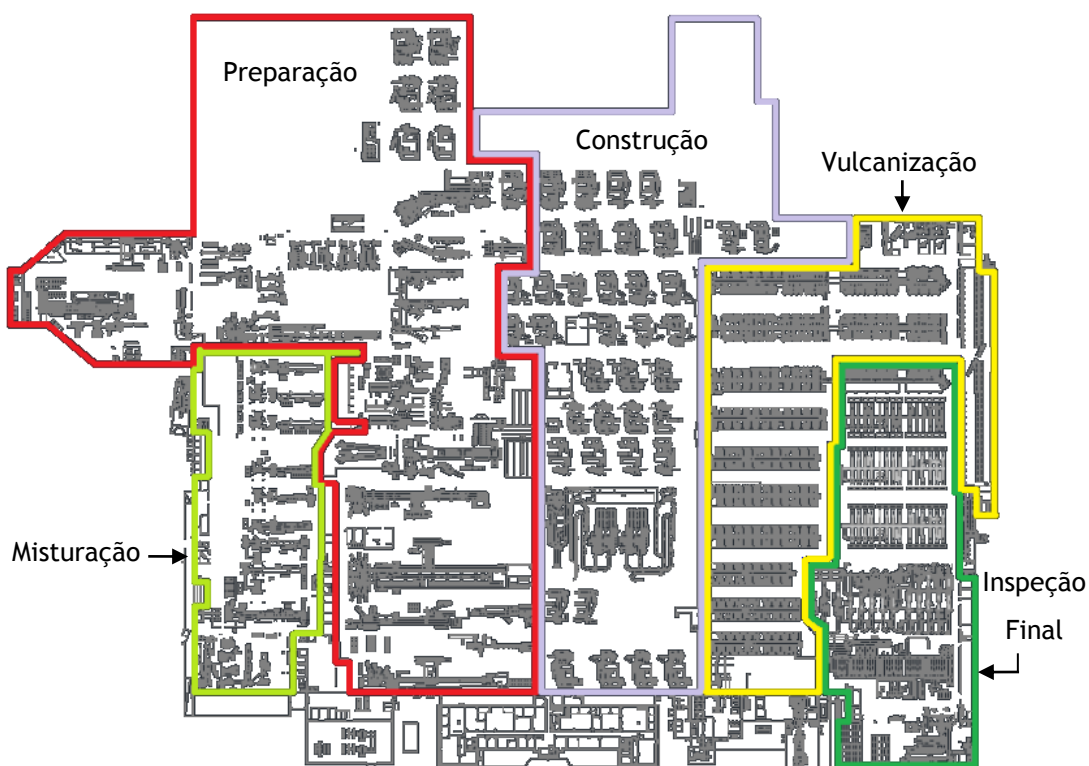 Preparação
Construção
Vulcanização
Misturação
Inspeção
Final